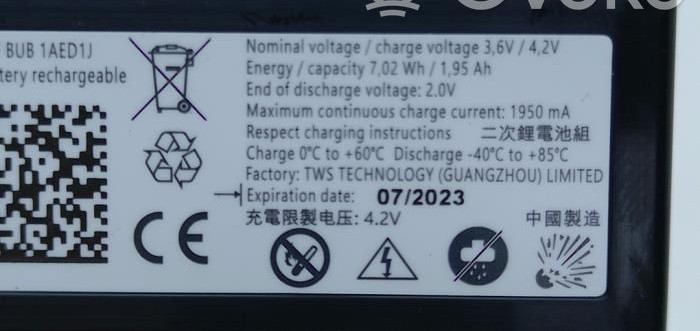 BUB 1AED1J
ttery rechargeable
Nominal voltage / charge voltage 3,6V / 4,2V
Energy / capacity 7,02 Wh / 1,95 Ah
End of discharge voltage: 2.0V
Maximum continuous charge current: 1950 mA
Respect charging instructions 二次鋰電池組
Charge 0°C to +60°C Discharge -40°C to +85°C
Factory: TWS TECHNOLOGY (GUANGZHOU) LIMITED
Expiration date: 07/2023
充電限製电压: 4.2V 中國製造
CE